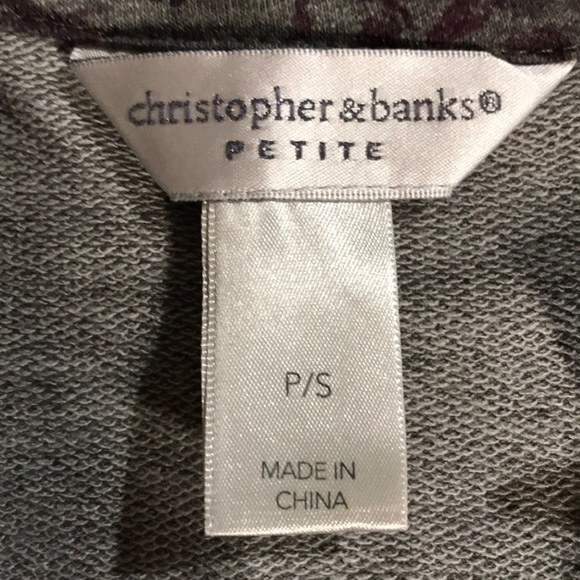 christopher&banks®
PETITE
P/S
MADE IN
CHINA